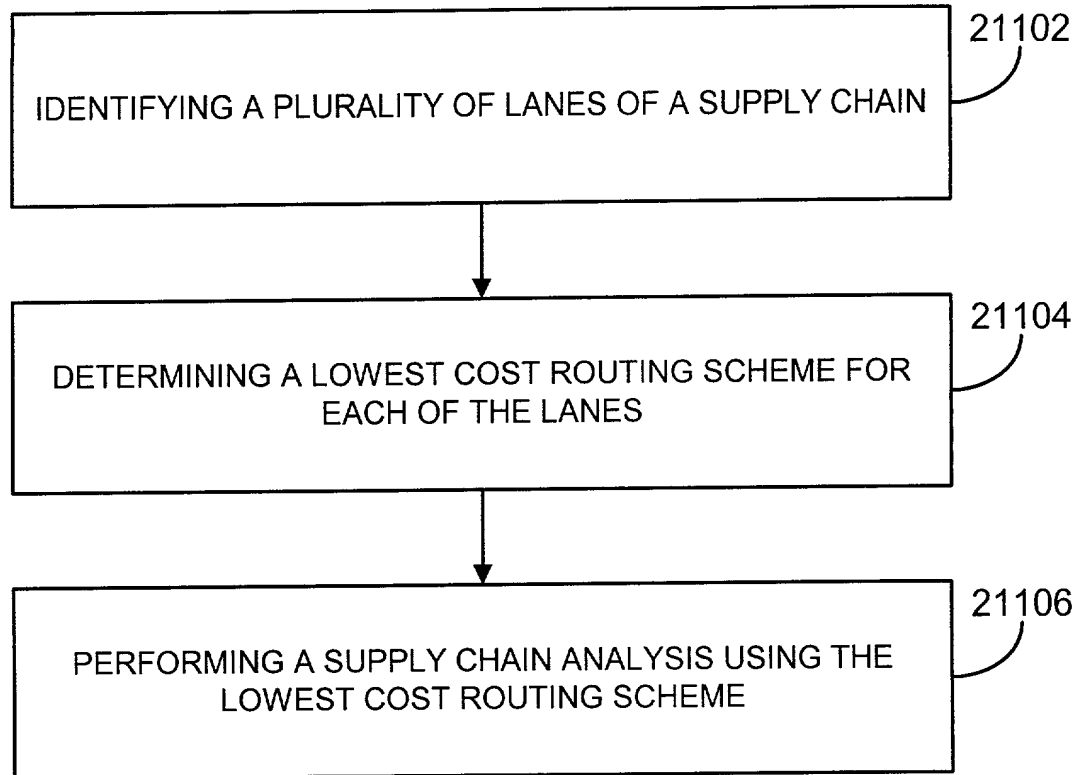 21102
IDENTIFYING A PLURALITY OF LANES OF A SUPPLY CHAIN
21104
DETERMINING A LOWEST COST ROUTING SCHEME FOR
EACH OF THE LANES
21106
PERFORMING A SUPPLY CHAIN ANALYSIS USING THE
LOWEST COST ROUTING SCHEME